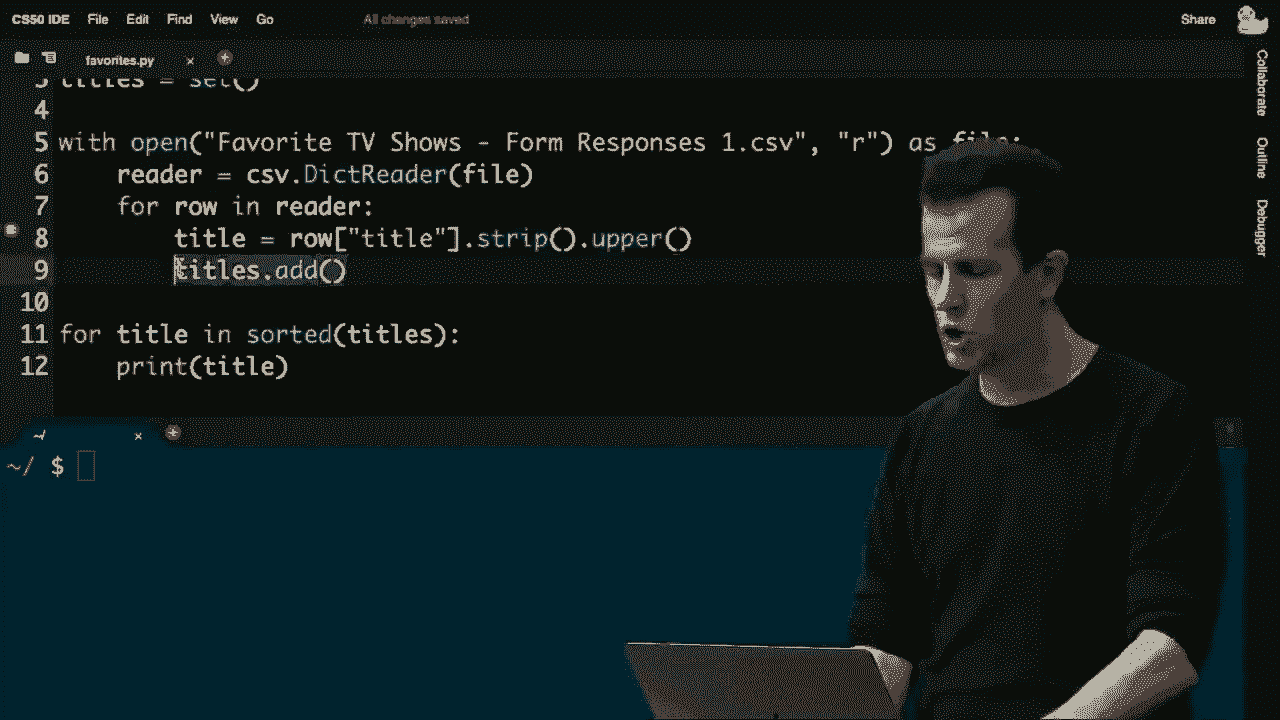 CS50 IDE File Edit Find View Go All changes saved Share
favorites.py × +
3 titles = set()
4
5 with open("Favorite TV Shows - Form Responses 1.csv", "r") as file:
6     reader = csv.DictReader(file)
7     for row in reader:
8         title = row["title"].strip().upper()
9         titles.add()
10
11 for title in sorted(titles):
12     print(title)
~/ × +
~/ $
Collaborate
Outline
Debugger